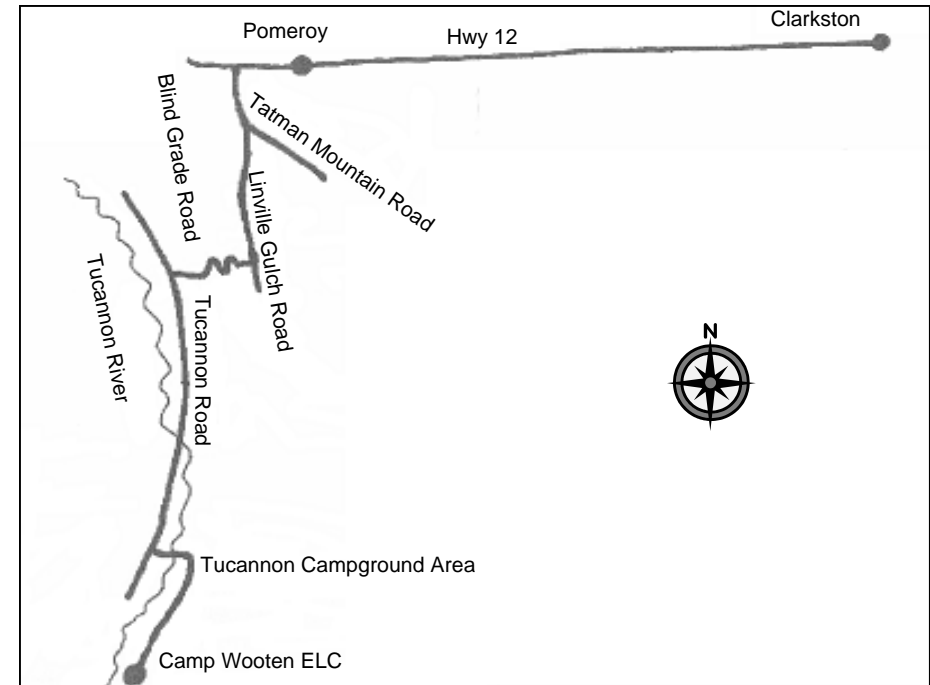 Clarkston
Pomeroy
Hwy 12
Blind Grade Road
Tatman Mountain Road
Linville Gulch Road
Tucannon River
Tucannon Road
N
Tucannon Campground Area
Camp Wooten ELC